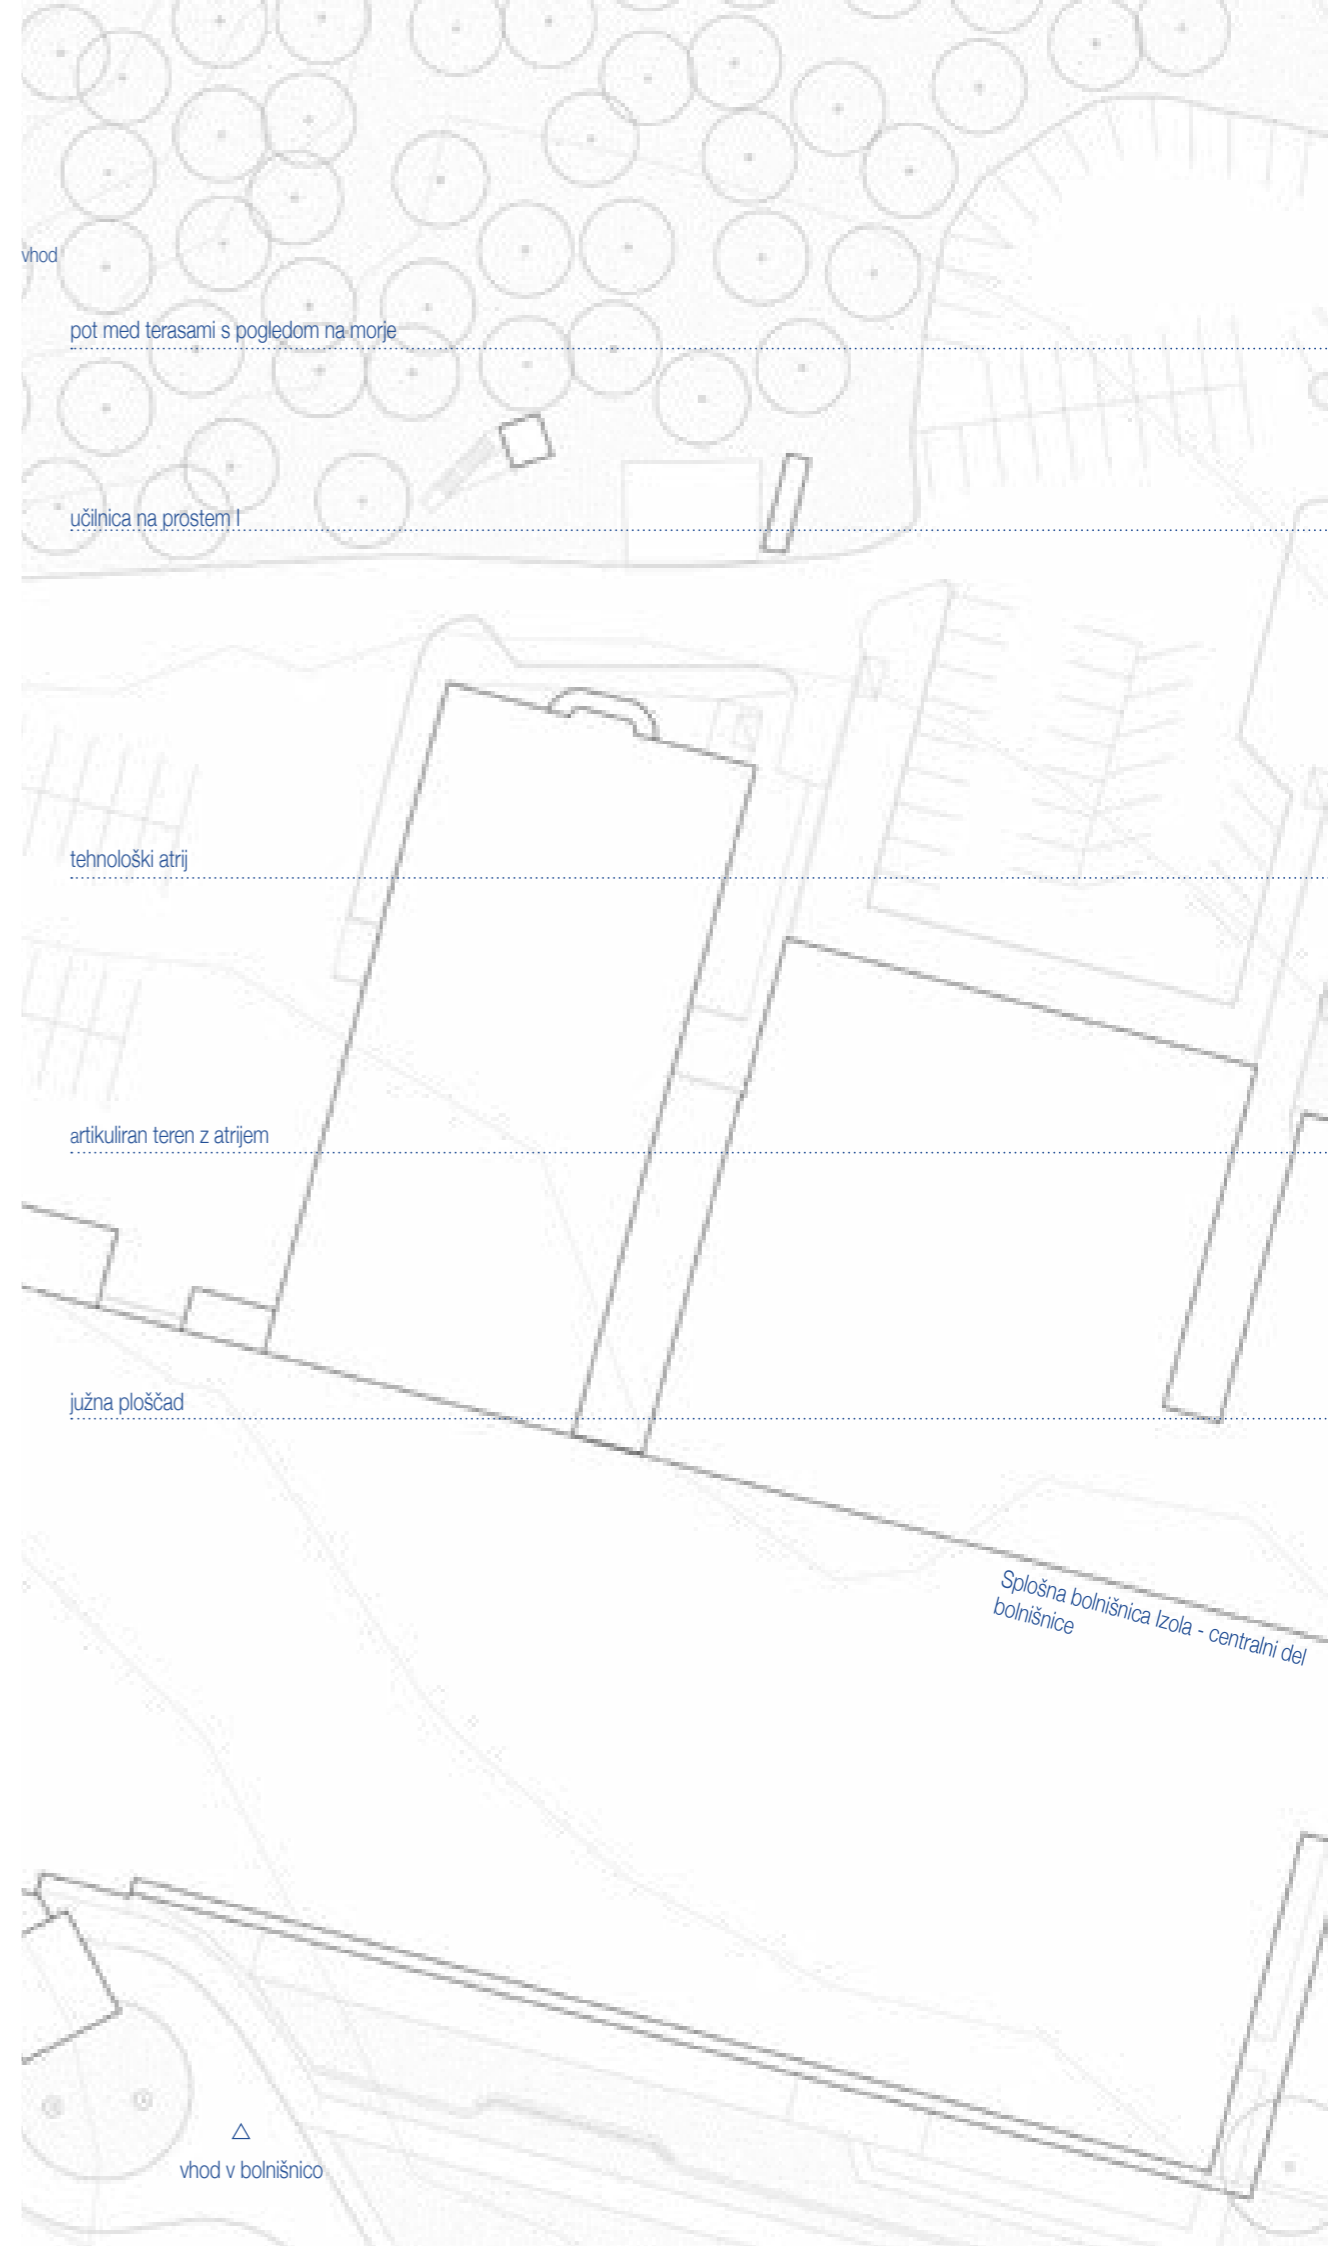 vhod
pot med terasami s pogledom na morje
učilnica na prostem I
tehnološki atrij
artikuliran teren z atrijem
južna ploščad
Splošna bolnišnica Izola - centralni del
bolnišnice
vhod v bolnišnico